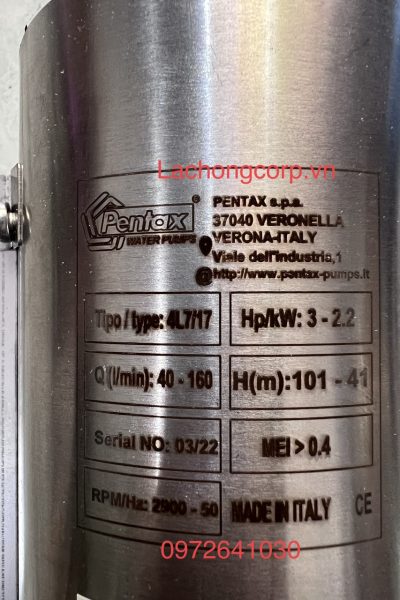 Lachongcorp.vn
Pentax®
WATER PUMPS
PENTAX s.p.a.
37040 VERONELLA
VERONA-ITALY
Viale dell'industria,1
@http://www.pentax-pumps.it
Tipo / type: 4L7/17
Hp/kW: 3 - 2.2
Q (l/min): 40 - 160
H(m):101 - 41
Serial NO: 03/22
MEI > 0.4
RPM/Hz: 2900 - 50
MADE IN ITALY CE
0972641030